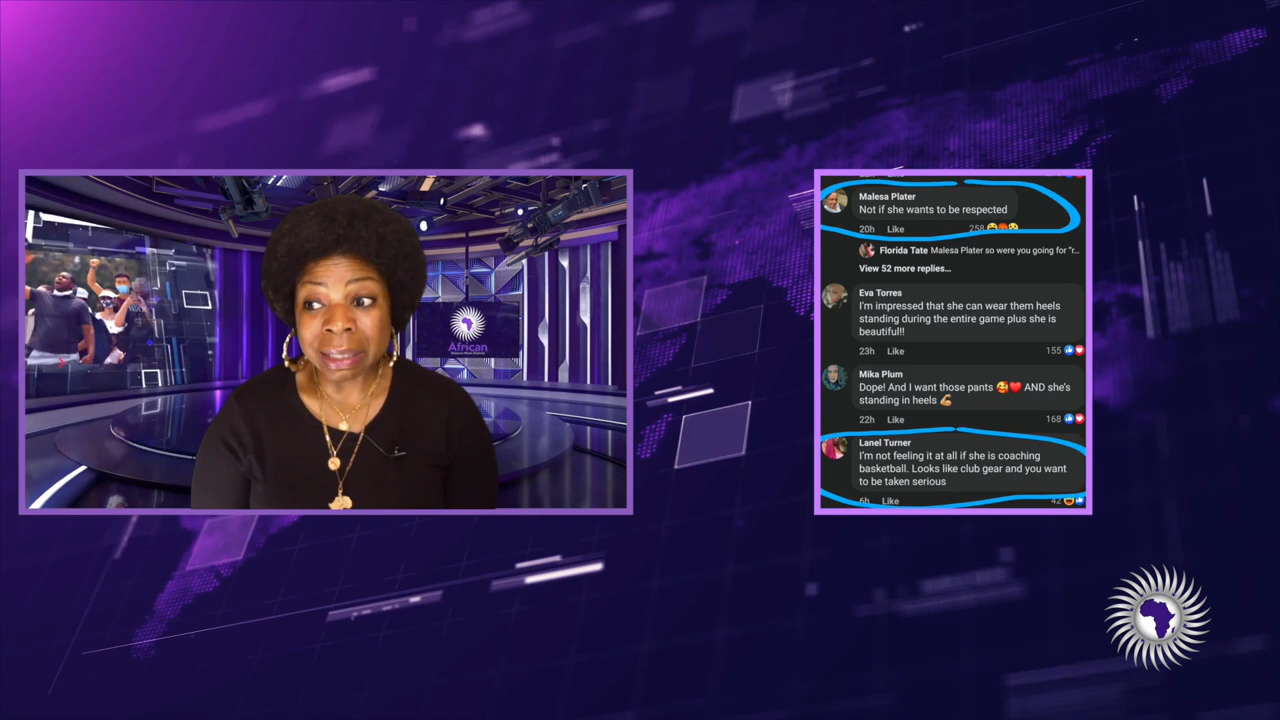 African
Malesa Plater
Not if she wants to be respected
20h Like 258
Florida Tate Malesa Plater so were you going for "r...
View 52 more replies...
Eva Torres
I'm impressed that she can wear them heels
standing during the entire game plus she is
beautiful!!
23h Like 155
Mika Plum
Dope! And I want those pants 🥰❤️ AND she's
standing in heels 💪
22h Like 168
Lanel Turner
I'm not feeling it at all if she is coaching
basketball. Looks like club gear and you want
to be taken serious
6h Like 42